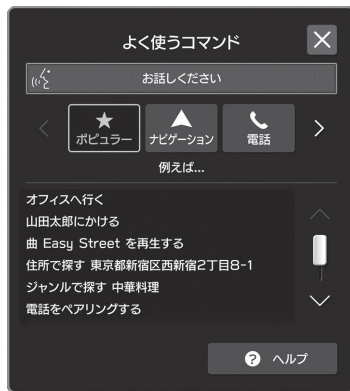 よく使うコマンド
お話しください
ポピュラー
ナビゲーション
電話
例えば...
オフィスへ行く
山田太郎にかける
曲 Easy Street を再生する
住所で探す 東京都新宿区西新宿2丁目8-1
ジャンルで探す 中華料理
電話をペアリングする
? ヘルプ